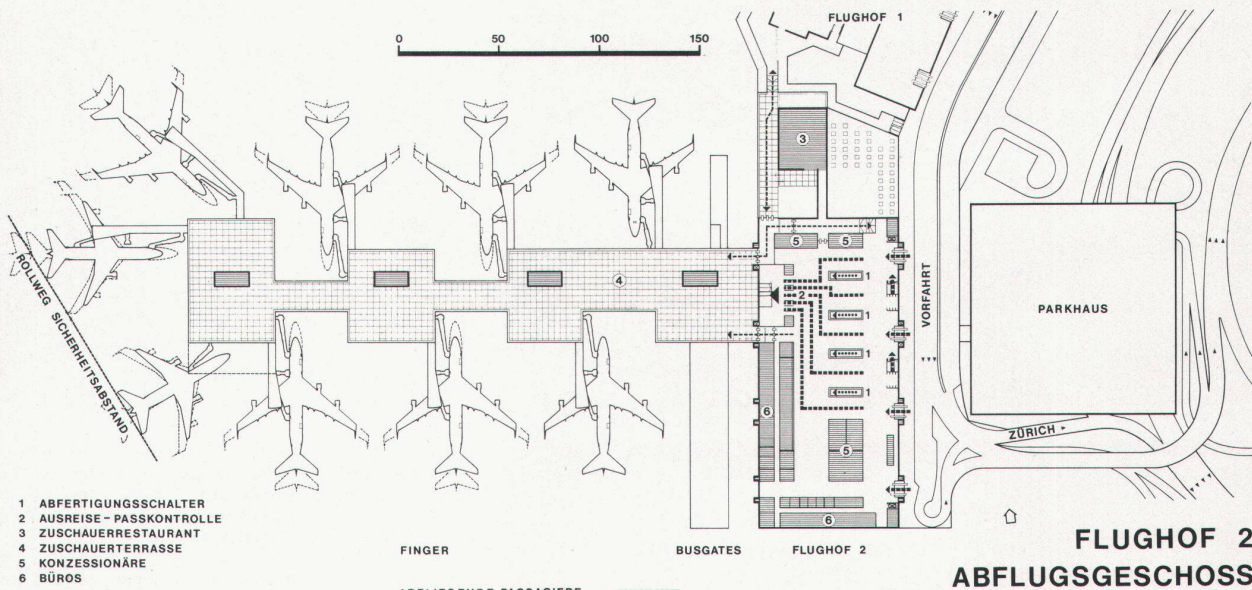 FLUGHOF 1
0 50 100 150
3
5 5
4
1
2
1
1
1
5
6
6
ROLLWEG SICHERHEITSABSTAND
VORFAHRT
PARKHAUS
ZÜRICH
1 ABFERTIGUNGSSCHALTER
2 AUSREISE-PASSKONTROLLE
3 ZUSCHAUERRESTAURANT
4 ZUSCHAUERTERRASSE
5 KONZESSIONÄRE
6 BÜROS
FINGER
BUSGATES
FLUGHOF 2
FLUGHOF 2
ABFLUGSGESCHOSS